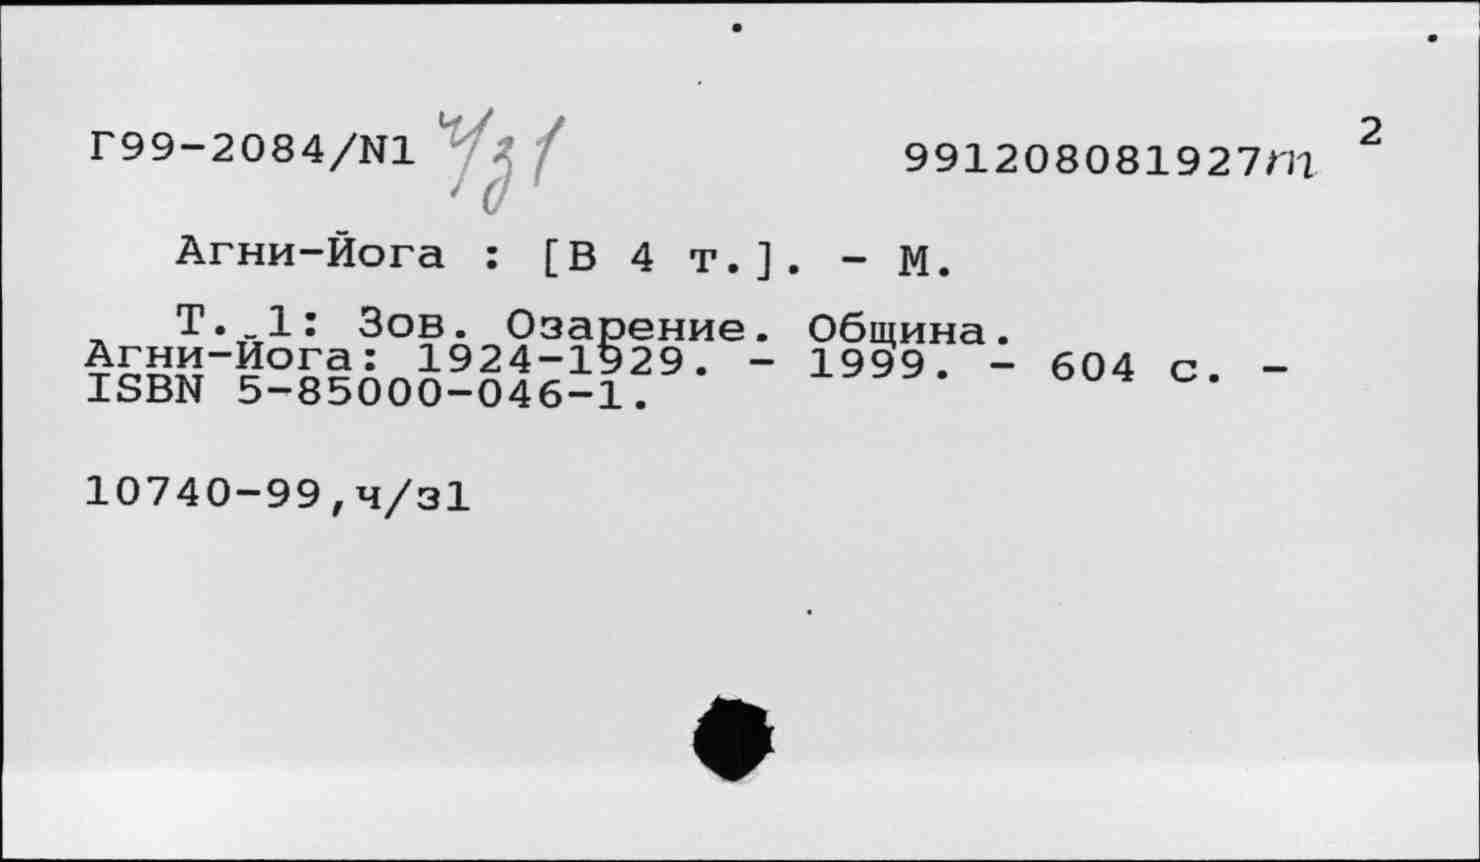 Г99-2084/N1 ч/з1 991208081927m 2
Агни-Йога : [В 4 т.]. - М.
Т. 1: Зов. Озарение. Община.
Агни-Йога: 1924-1929. - 1999. - 604 с. -
ISBN 5-85000-046-1.
10740-99,ч/з1